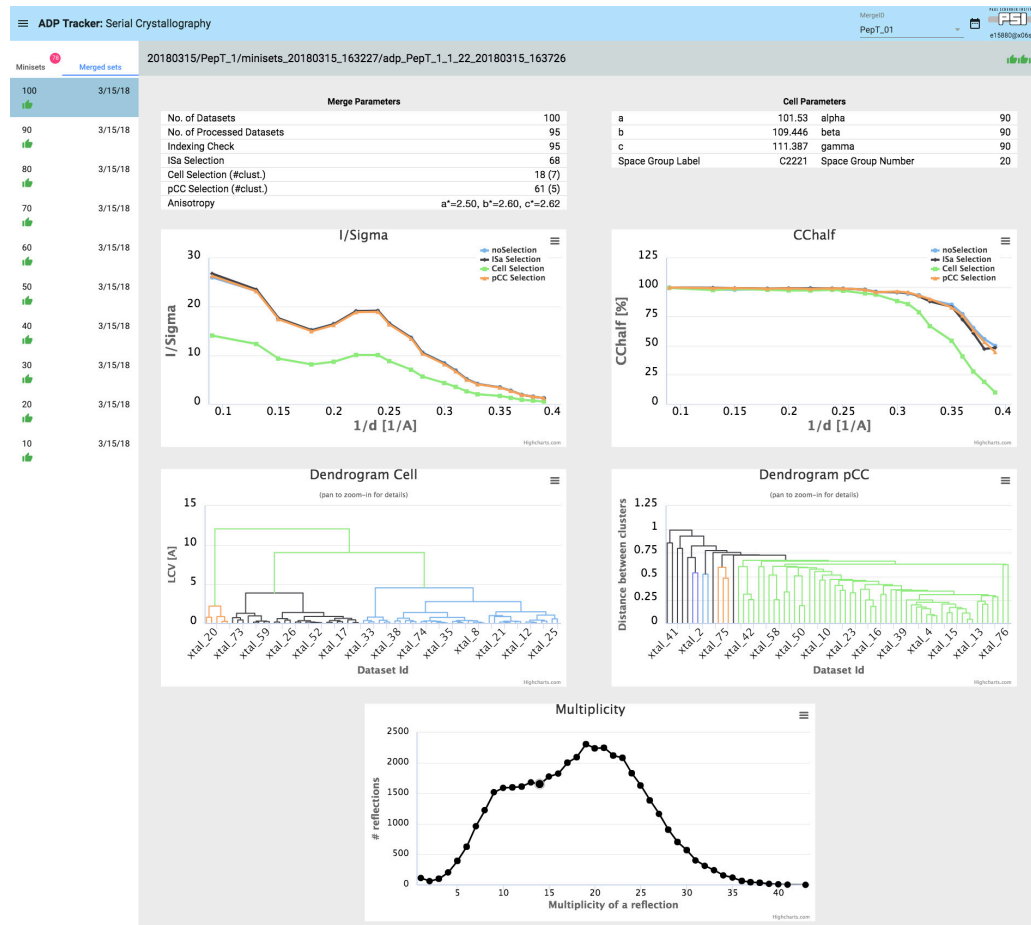 ADP Tracker: Serial Crystallography
MergeID
PepT_01
PAUL SCHERRER INSTIT
PSI
e15880@x06s
Minisets
76
Merged sets
20180315/PepT_1/minisets_20180315_163227/adp_PepT_1_1_22_20180315_163726
100 3/15/18
90 3/15/18
80 3/15/18
70 3/15/18
60 3/15/18
50 3/15/18
40 3/15/18
30 3/15/18
20 3/15/18
10 3/15/18
Merge Parameters
No. of Datasets 100
No. of Processed Datasets 95
Indexing Check 95
ISa Selection 68
Cell Selection (#clust.) 18 (7)
pCC Selection (#clust.) 61 (5)
Anisotropy a*=2.50, b*=2.60, c*=2.62
Cell Parameters
a 101.53 alpha 90
b 109.446 beta 90
c 111.387 gamma 90
Space Group Label C2221 Space Group Number 20
I/Sigma
noSelection
ISa Selection
Cell Selection
pCC Selection
I/Sigma
30
20
10
0
0.1 0.15 0.2 0.25 0.3 0.35 0.4
1/d [1/A]
Highcharts.com
CChalf
noSelection
ISa Selection
Cell Selection
pCC Selection
CChalf [%]
125
100
75
50
25
0
0.1 0.15 0.2 0.25 0.3 0.35 0.4
1/d [1/A]
Highcharts.com
Dendrogram Cell
(pan to zoom-in for details)
LCV [A]
15
10
5
0
xtal_20 xtal_73 xtal_59 xtal_26 xtal_52 xtal_17 xtal_33 xtal_38 xtal_74 xtal_35 xtal_8 xtal_21 xtal_12 xtal_25
Dataset Id
Highcharts.com
Dendrogram pCC
(pan to zoom-in for details)
Distance between clusters
1.25
1
0.75
0.5
0.25
0
xtal_41 xtal_2 xtal_75 xtal_42 xtal_58 xtal_50 xtal_10 xtal_23 xtal_16 xtal_39 xtal_4 xtal_15 xtal_13 xtal_76
Dataset Id
Highcharts.com
Multiplicity
# reflections
2500
2000
1500
1000
500
0
5 10 15 20 25 30 35 40
Multiplicity of a reflection
Highcharts.com